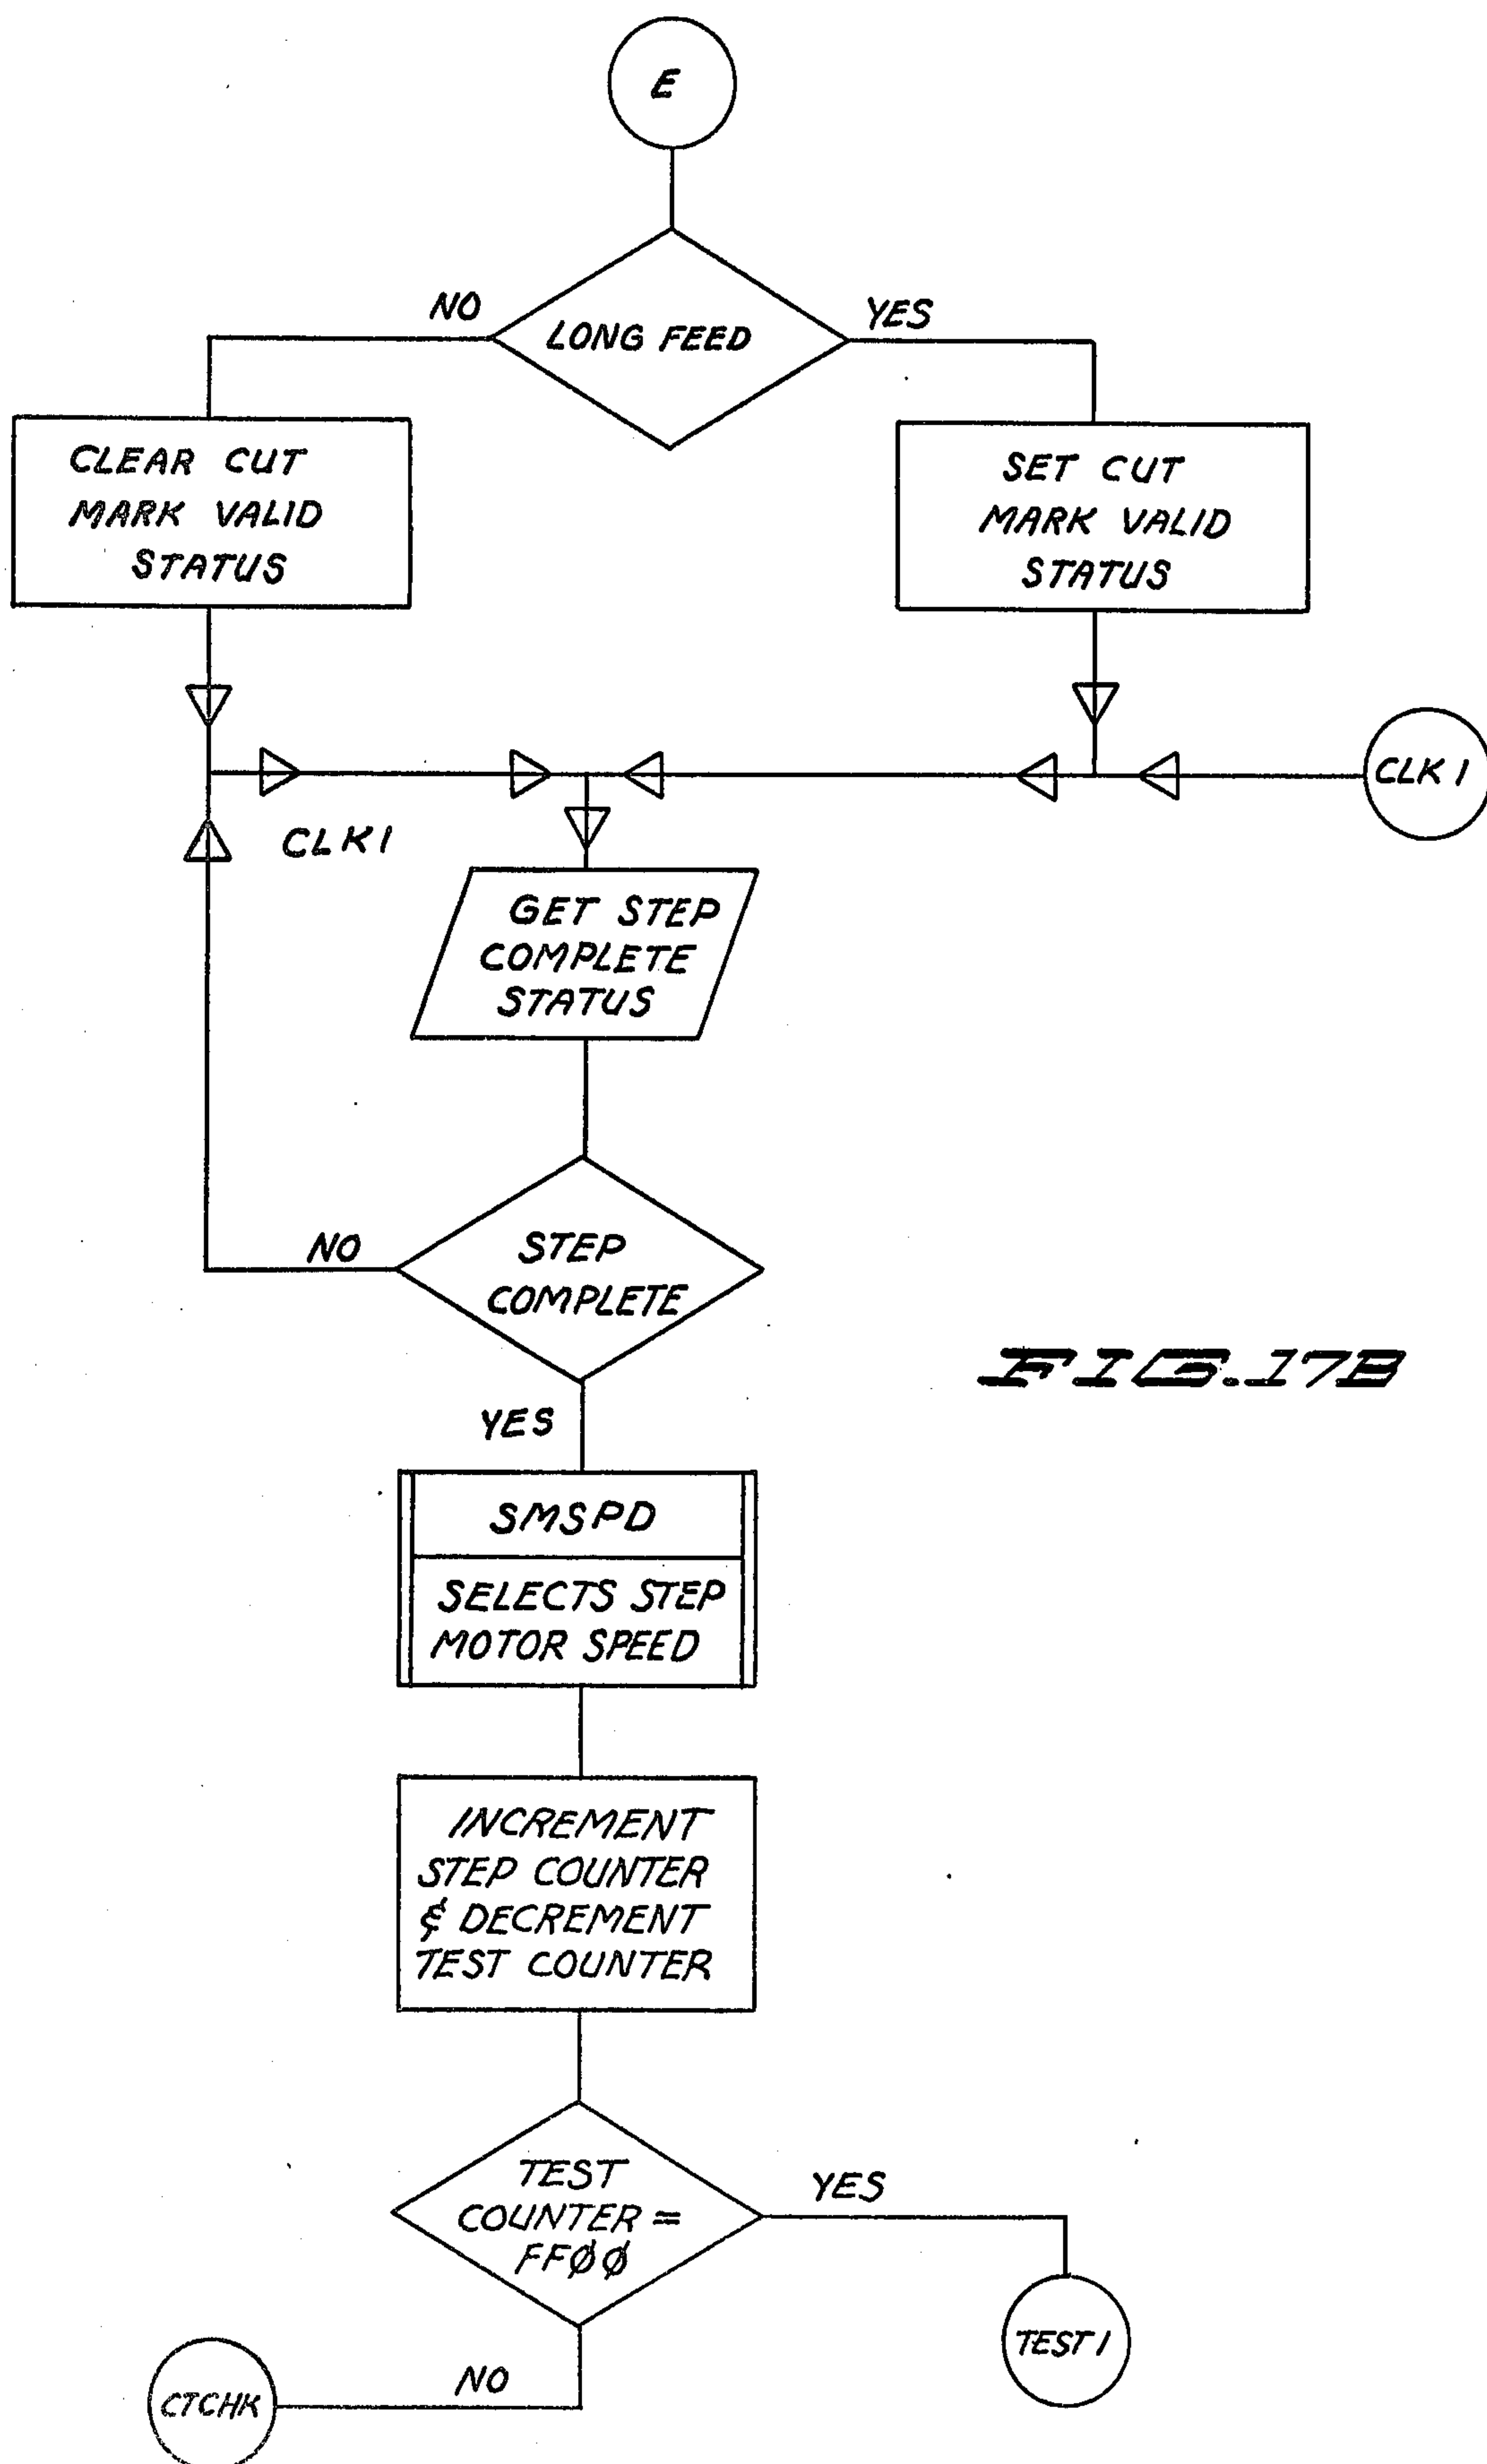 E
NO
YES
LONG FEED
CLEAR CUT
MARK VALID
STATUS
SET CUT
MARK VALID
STATUS
CLK1
CLK1
GET STEP
COMPLETE
STATUS
NO
STEP
COMPLETE
FIG. 17B
YES
SMSPD
SELECTS STEP
MOTOR SPEED
INCREMENT
STEP COUNTER
& DECREMENT
TEST COUNTER
TEST
COUNTER =
FFØØ
YES
TEST1
NO
CTCHK